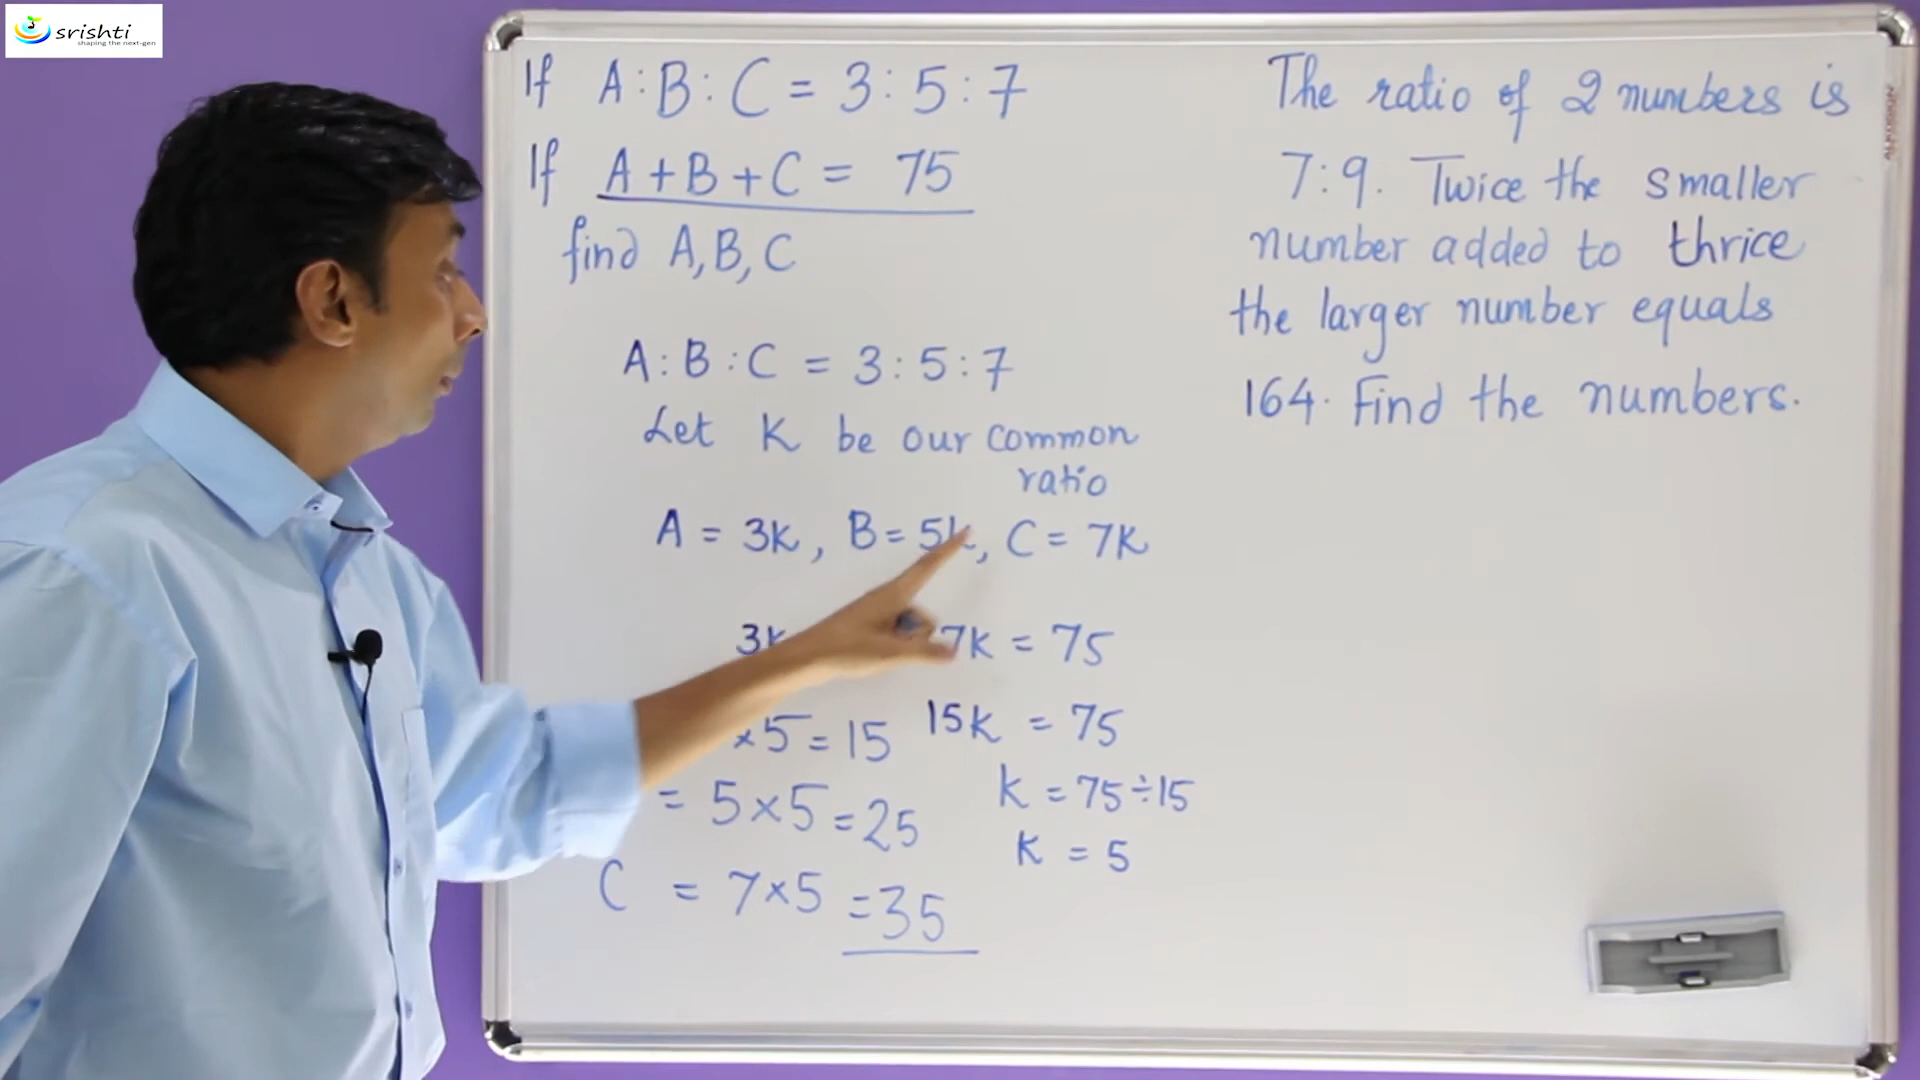 srishti
shaping the next-gen
If A : B : C = 3 : 5 : 7
If A + B + C = 75
find A, B, C
A : B : C = 3 : 5 : 7
Let K be our common
ratio
A = 3k, B = 5k, C = 7k
3k 7k = 75
×5 = 15 15k = 75
= 5×5 = 25 k = 75 ÷ 15
k = 5
C = 7×5 = 35
The ratio of 2 numbers is
7 : 9. Twice the smaller
number added to thrice
the larger number equals
164. Find the numbers.